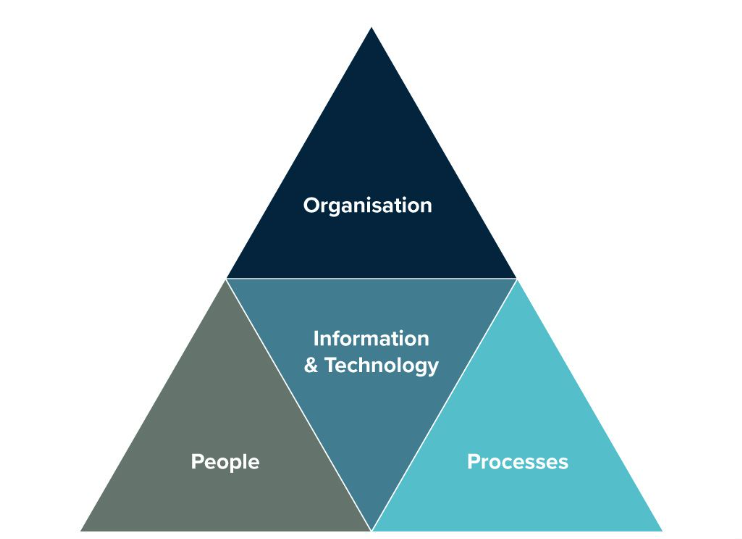 Organisation
Information
& Technology
People
Processes